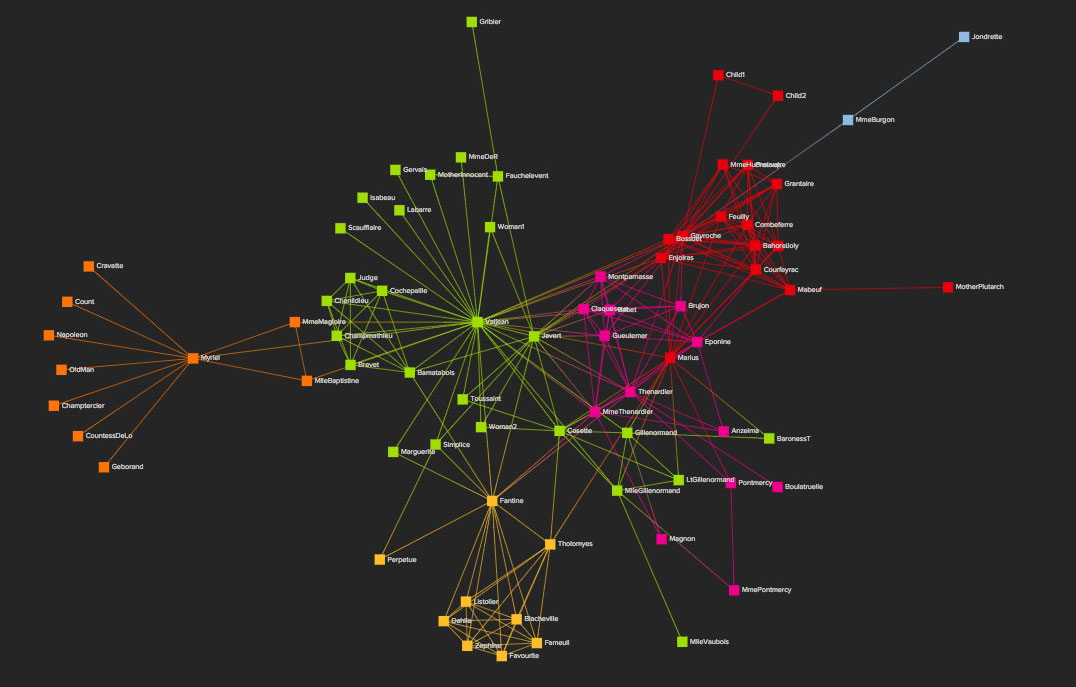 Gribier
Jondrette
Child1
Child2
MmeBurgon
MmeDeR
Gervais
MotherInnocent
Fauchelevent
Grantaire
Isabeau
Labarre
Feuilly
Combeferre
Scaufflaire
Woman1
Gavroche
Bossuet
Bahorel
Joly
Enjolras
Cravatte
Courfeyrac
Judge
Montparnasse
MotherPlutarch
Cochepaille
Mabeuf
Count
Chenildieu
Brujon
Claquesous
Babet
MmeMagloire
Valjean
Napoleon
Champmathieu
Javert
Gueulemer
Eponine
Myriel
Marius
Brevet
OldMan
Bamatabois
MlleBaptistine
Thenardier
Toussaint
Champtercier
MmeThenardier
Woman2
Cosette
Gillenormand
Anzelma
CountessDeLo
BaronessT
Simplice
Marguerite
Geborand
LtGillenormand
Pontmercy
Boulatruelle
MlleGillenormand
Fantine
Magnon
Tholomyes
Perpetue
MmePontmercy
Listolier
Dahlia
Blacheville
MlleVaubois
Zephine
Fameuil
Favourite